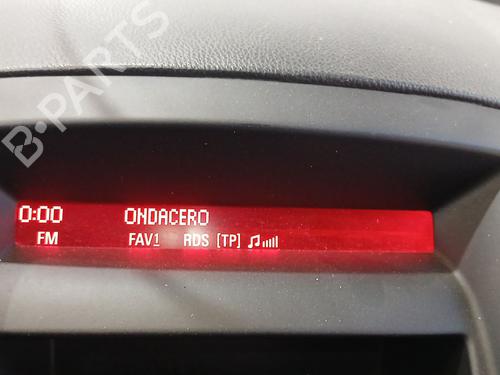 B-PARTS
0:00 ONDACERO
FM FAV1 RDS [TP]